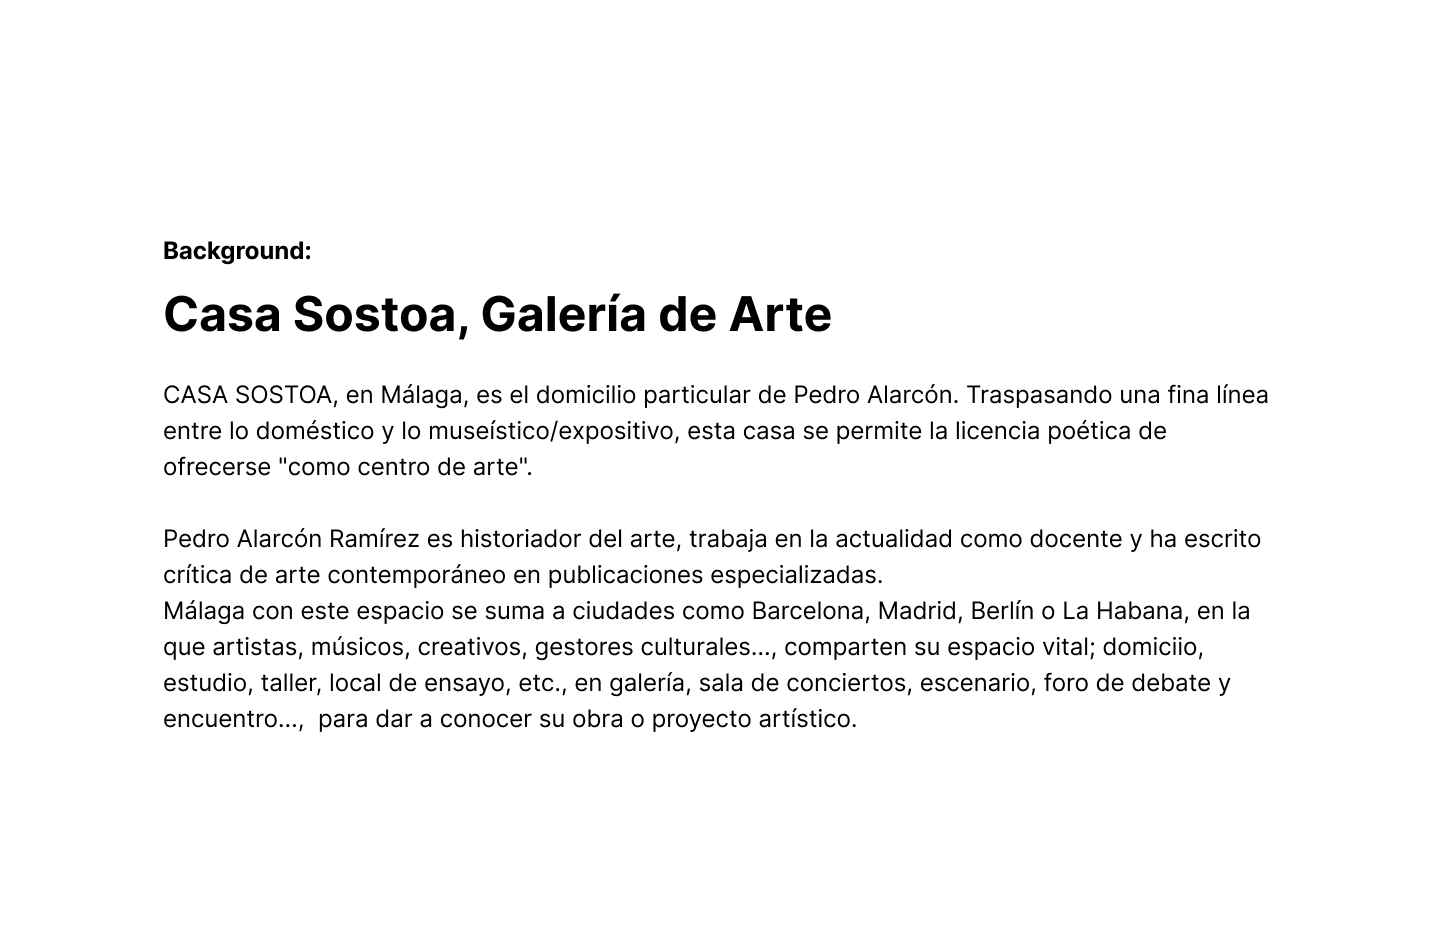 Background:
Casa Sostoa, Galería de Arte
CASA SOSTOA, en Málaga, es el domicilio particular de Pedro Alarcón. Traspasando una fina línea
entre lo doméstico y lo museístico/expositivo, esta casa se permite la licencia poética de
ofrecerse "como centro de arte".
Pedro Alarcón Ramírez es historiador del arte, trabaja en la actualidad como docente y ha escrito
crítica de arte contemporáneo en publicaciones especializadas.
Málaga con este espacio se suma a ciudades como Barcelona, Madrid, Berlín o La Habana, en la
que artistas, músicos, creativos, gestores culturales..., comparten su espacio vital; domiciio,
estudio, taller, local de ensayo, etc., en galería, sala de conciertos, escenario, foro de debate y
encuentro...,  para dar a conocer su obra o proyecto artístico.